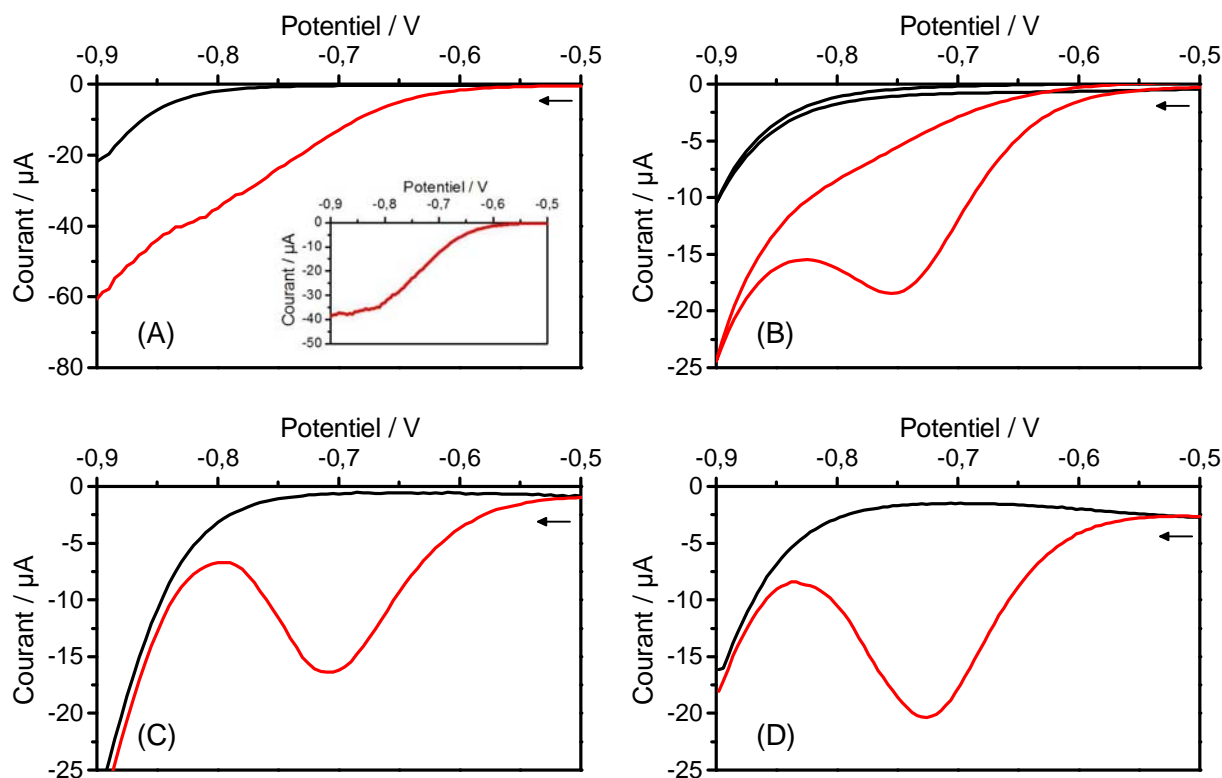 Potentiel / V
-0,9 -0,8 -0,7 -0,6 -0,5
0
-20
-40
-60
-80
Courant / µA
(A)
Potentiel / V
-0,9 -0,8 -0,7 -0,6 -0,5
0
-10
-20
-30
-40
-50
Courant / µA
Potentiel / V
-0,9 -0,8 -0,7 -0,6 -0,5
0
-5
-10
-15
-20
-25
Courant / µA
(B)
Potentiel / V
-0,9 -0,8 -0,7 -0,6 -0,5
0
-5
-10
-15
-20
-25
Courant / µA
(C)
Potentiel / V
-0,9 -0,8 -0,7 -0,6 -0,5
0
-5
-10
-15
-20
-25
Courant / µA
(D)